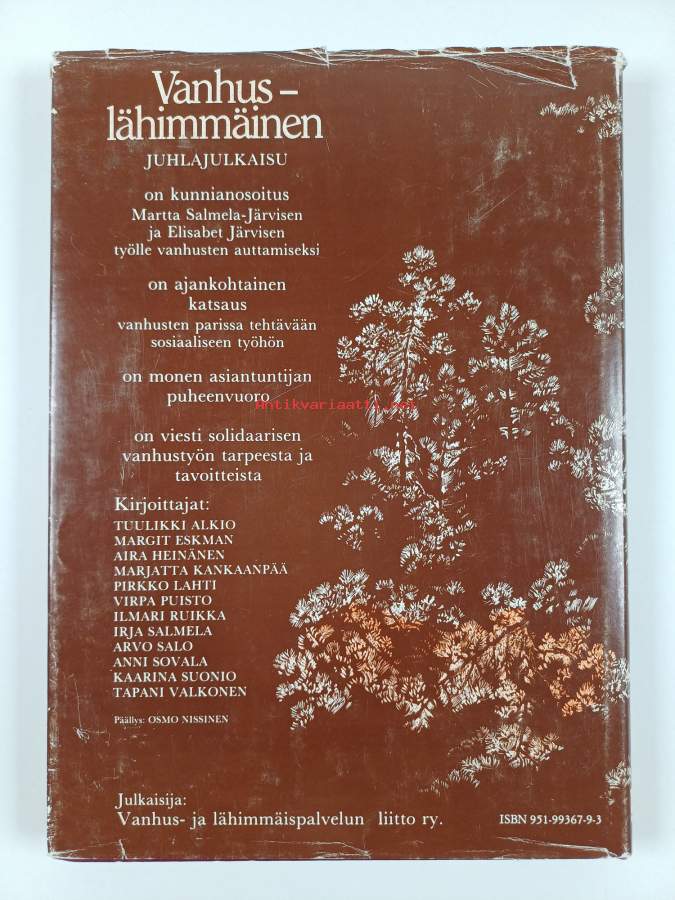 Vanhus –
lähimmäinen
JUHLAJULKAISU
on kunnianosoitus
Martta Salmela-Järvisen
ja Elisabet Järvisen
työlle vanhusten auttamiseksi
on ajankohtainen
katsaus
vanhusten parissa tehtävään
sosiaaliseen työhön
on monen asiantuntijan
puheenvuoro
Antikvariaatti.net
on viesti solidaarisen
vanhustyön tarpeesta ja
tavoitteista
Kirjoittajat:
TUULIKKI ALKIO
MARGIT ESKMAN
AIRA HEINÄNEN
MARJATTA KANKAANPÄÄ
PIRKKO LAHTI
VIRPA PUISTO
ILMARI RUIKKA
IRJA SALMELA
ARVO SALO
ANNI SOVALA
KAARINA SUONIO
TAPANI VALKONEN
Päällys: OSMO NISSINEN
Julkaisija:
Vanhus- ja lähimmäispalvelun liitto ry.
ISBN 951-99367-9-3